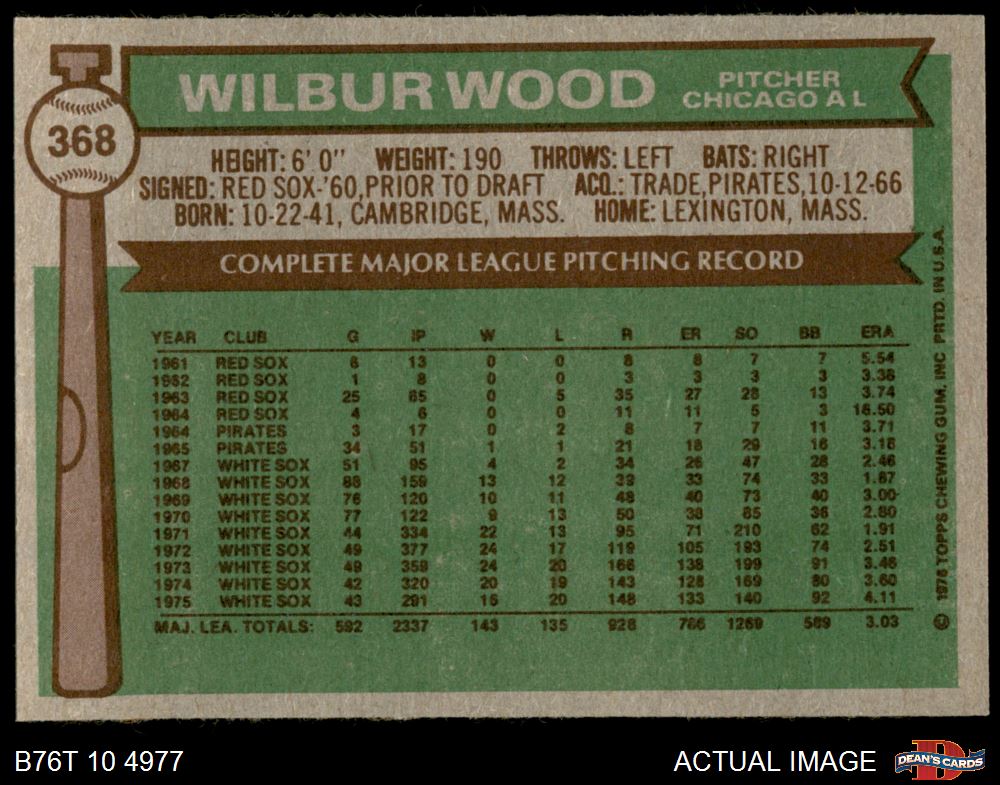 WILBUR WOOD
PITCHER
CHICAGO A L
368
HEIGHT: 6' 0" WEIGHT: 190 THROWS: LEFT BATS: RIGHT
SIGNED: RED SOX-'60, PRIOR TO DRAFT ACQ.: TRADE, PIRATES, 10-12-66
BORN: 10-22-41, CAMBRIDGE, MASS. HOME: LEXINGTON, MASS.
COMPLETE MAJOR LEAGUE PITCHING RECORD
YEAR CLUB G IP W L R ER SO BB ERA
1961 RED SOX 6 13 0 0 8 8 7 7 5.54
1962 RED SOX 1 8 0 0 3 3 3 3 3.38
1963 RED SOX 25 65 0 5 35 27 28 13 3.74
1964 RED SOX 4 6 0 0 11 11 5 3 16.50
1964 PIRATES 3 17 0 2 8 7 7 11 3.71
1965 PIRATES 34 51 1 1 21 18 29 16 3.18
1967 WHITE SOX 51 95 4 2 34 26 47 28 2.46
1968 WHITE SOX 88 159 13 12 39 33 74 33 1.87
1969 WHITE SOX 76 120 10 11 48 40 73 40 3.00
1970 WHITE SOX 77 122 9 13 50 38 85 36 2.80
1971 WHITE SOX 44 334 22 13 95 71 210 62 1.91
1972 WHITE SOX 49 377 24 17 119 105 193 74 2.51
1973 WHITE SOX 49 359 24 20 166 138 199 91 3.46
1974 WHITE SOX 42 320 20 19 143 128 169 80 3.60
1975 WHITE SOX 43 291 16 20 148 133 140 92 4.11
MAJ. LEA. TOTALS: 592 2337 143 135 928 786 1269 589 3.03
© 1976 TOPPS CHEWING GUM, INC PRTD. IN U.S.A.
B76T 10 4977
ACTUAL IMAGE
DEAN'S CARDS